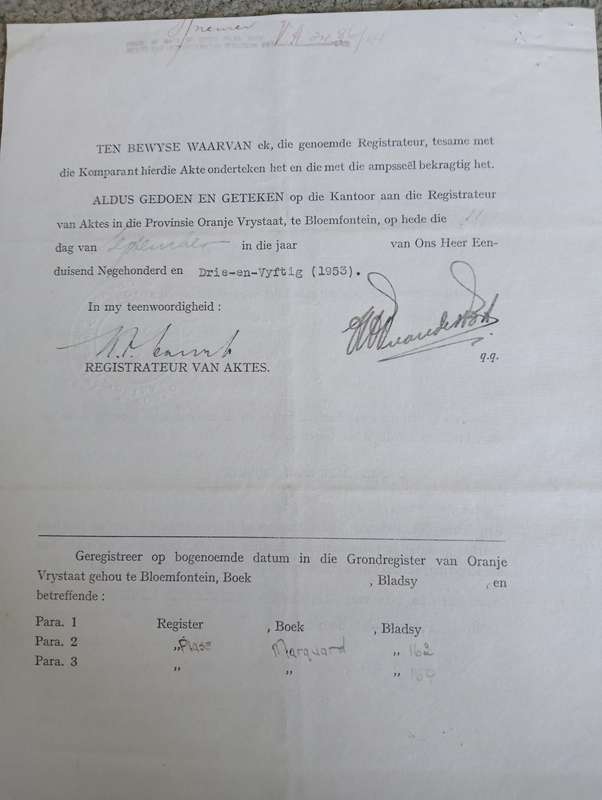 TEN BEWYSE WAARVAN ek, die genoemde Registrateur, tesame met
die Komparant hierdie Akte onderteken het en die met die ampsseël bekragtig het.
ALDUS GEDOEN EN GETEKEN op die Kantoor aan die Registrateur
van Aktes in die Provinsie Oranje Vrystaat, te Bloemfontein, op hede die 11
dag van in die jaar van Ons Heer Een-
duisend Negehonderd en Drie-en-Vyftig (1953).
In my teenwoordigheid :
REGISTRATEUR VAN AKTES.
q.q.
Geregistreer op bogenoemde datum in die Grondregister van Oranje
Vrystaat gehou te Bloemfontein, Boek , Bladsy , en
betreffende :
Para. 1 Register , Boek , Bladsy
Para. 2 „ Plase Marquard „ 162
Para. 3 „ „ „